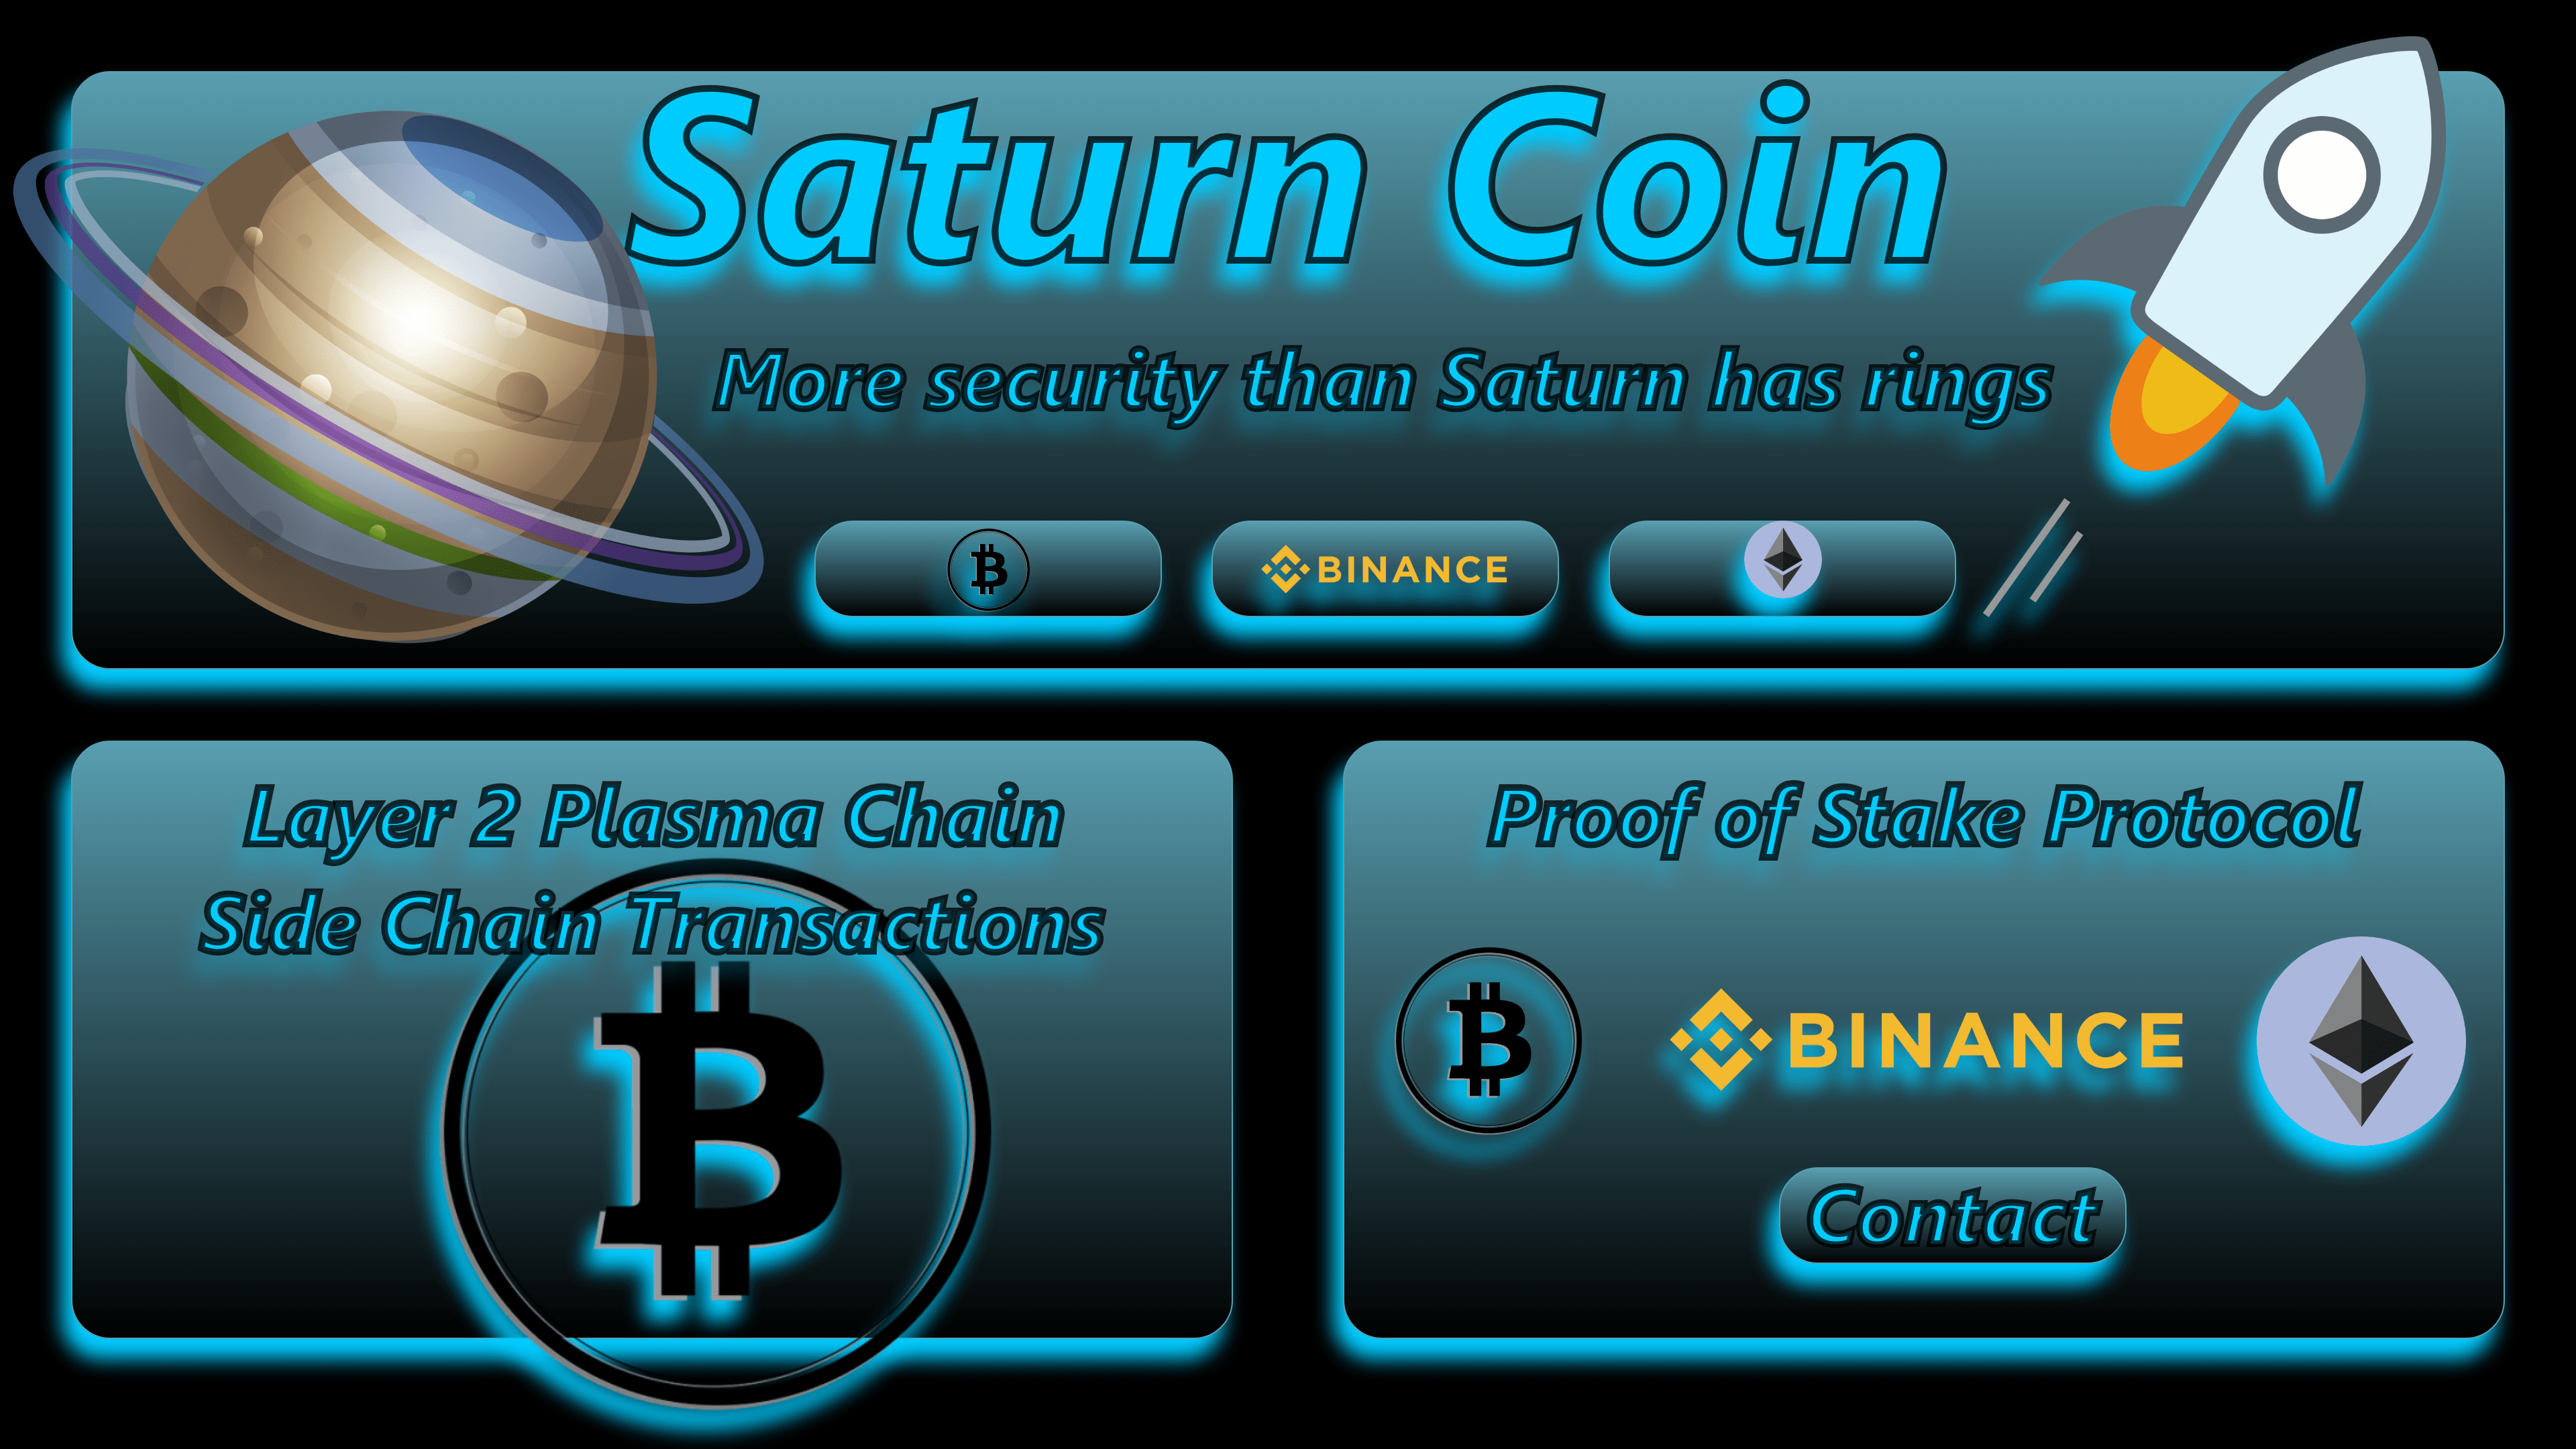 Saturn Coin
More security than Saturn has rings
BINANCE
Layer 2 Plasma Chain
Side Chain Transactions
Proof of Stake Protocol
BINANCE
Contact